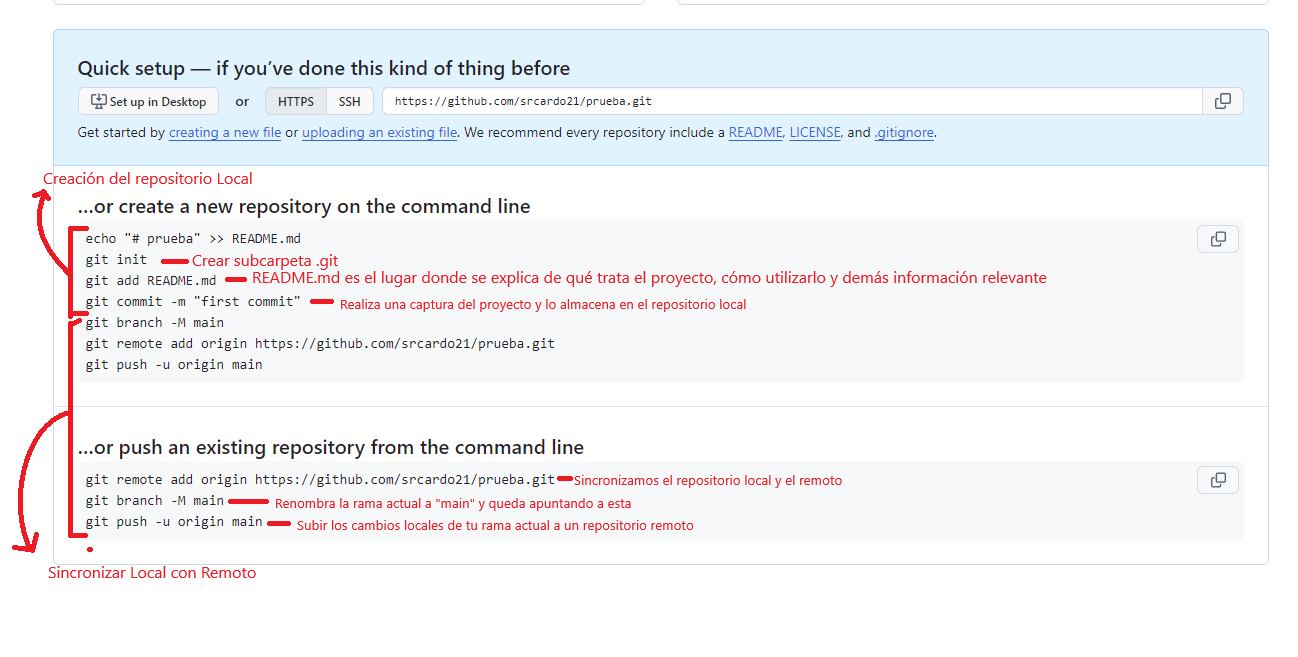 Quick setup — if you’ve done this kind of thing before
Set up in Desktop or HTTPS SSH https://github.com/srcardo21/prueba.git
Get started by creating a new file or uploading an existing file. We recommend every repository include a README, LICENSE, and .gitignore.
Creación del repositorio Local
…or create a new repository on the command line
echo "# prueba" >> README.md
git init Crear subcarpeta .git
git add README.md README.md es el lugar donde se explica de qué trata el proyecto, cómo utilizarlo y demás información relevante
git commit -m "first commit" Realiza una captura del proyecto y lo almacena en el repositorio local
git branch -M main
git remote add origin https://github.com/srcardo21/prueba.git
git push -u origin main
…or push an existing repository from the command line
git remote add origin https://github.com/srcardo21/prueba.git Sincronizamos el repositorio local y el remoto
git branch -M main Renombra la rama actual a "main" y queda apuntando a esta
git push -u origin main Subir los cambios locales de tu rama actual a un repositorio remoto
Sincronizar Local con Remoto